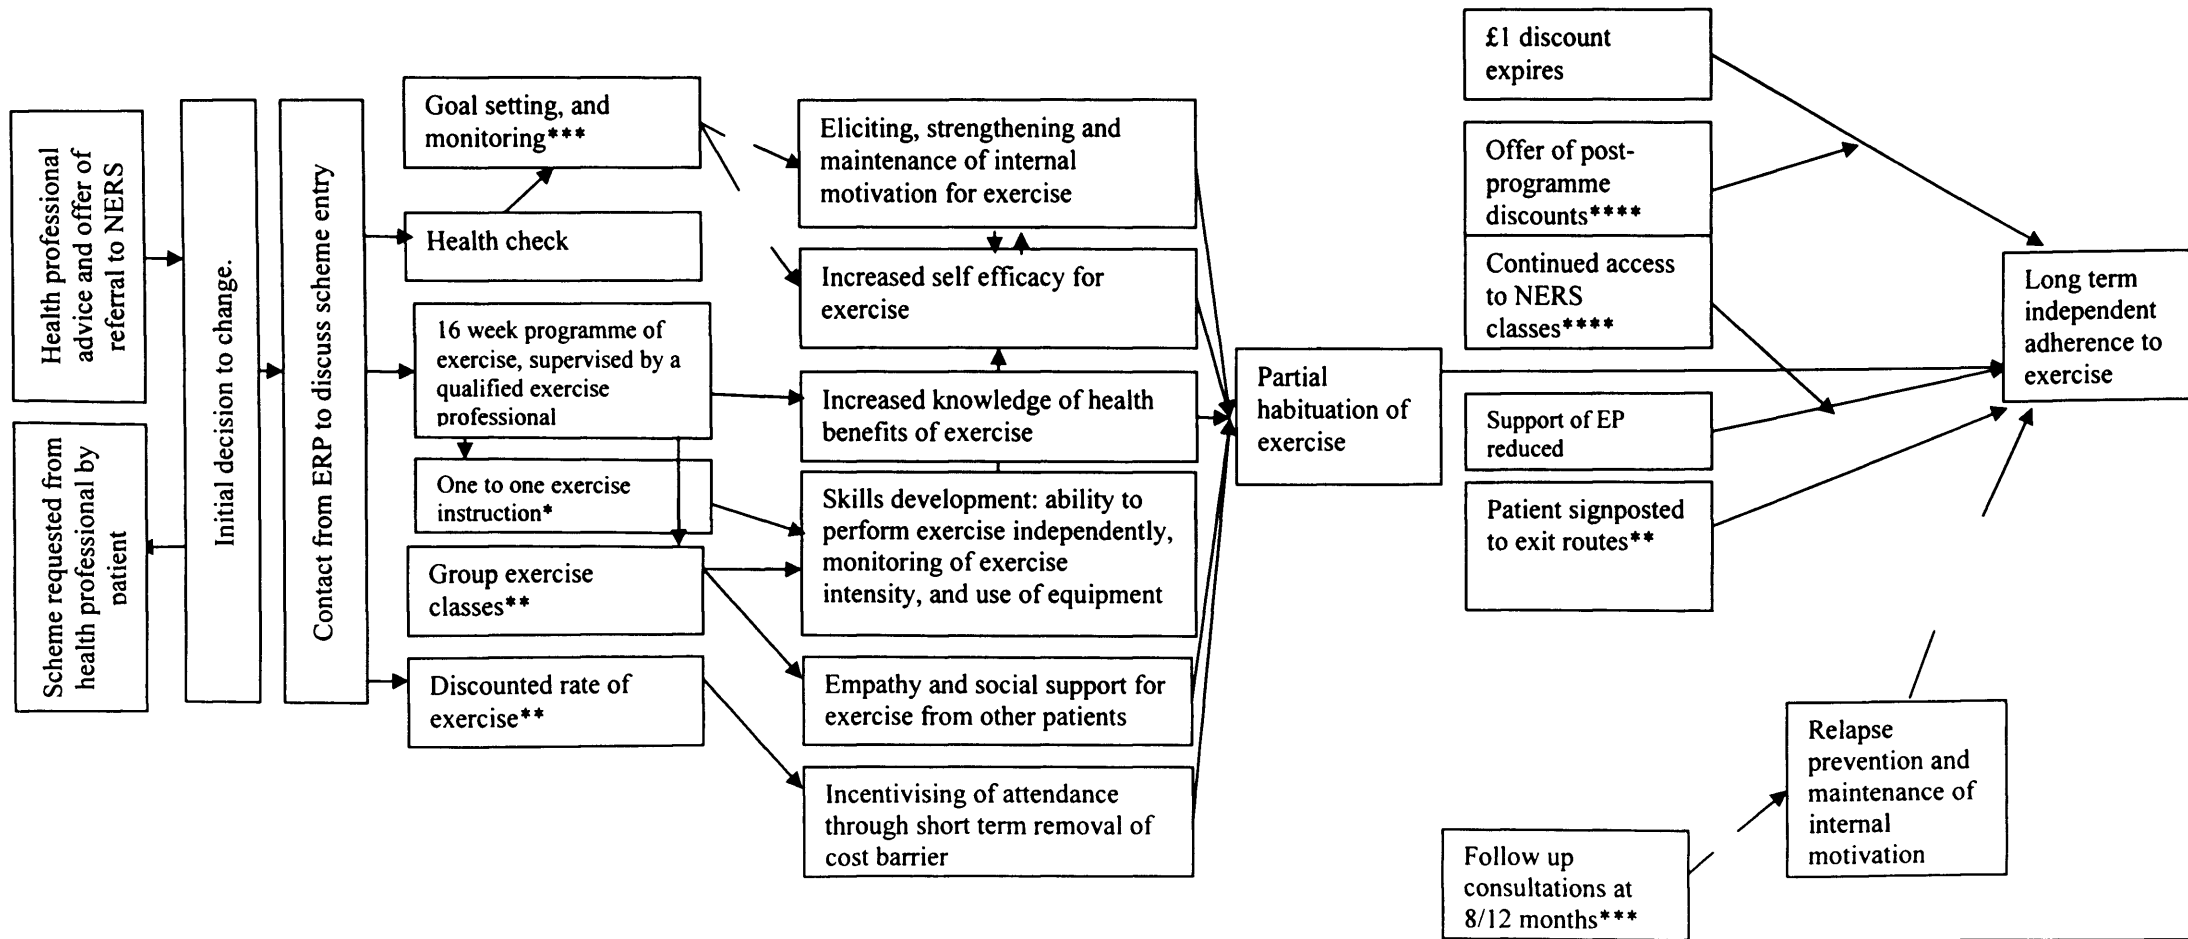 Health professional
advice and offer of
referral to NERS
Scheme requested from
health professional by
patient
Initial decision to change.
Contact from ERP to discuss scheme entry
Goal setting, and
monitoring***
Health check
16 week programme of
exercise, supervised by a
qualified exercise
professional
One to one exercise
instruction*
Group exercise
classes**
Discounted rate of
exercise**
Eliciting, strengthening and
maintenance of internal
motivation for exercise
Increased self efficacy for
exercise
Increased knowledge of health
benefits of exercise
Skills development: ability to
perform exercise independently,
monitoring of exercise
intensity, and use of equipment
Empathy and social support for
exercise from other patients
Incentivising of attendance
through short term removal of
cost barrier
Partial
habituation of
exercise
£1 discount
expires
Offer of post-
programme
discounts****
Continued access
to NERS
classes****
Support of EP
reduced
Patient signposted
to exit routes**
Follow up
consultations at
8/12 months***
Relapse
prevention and
maintenance of
internal
motivation
Long term
independent
adherence to
exercise